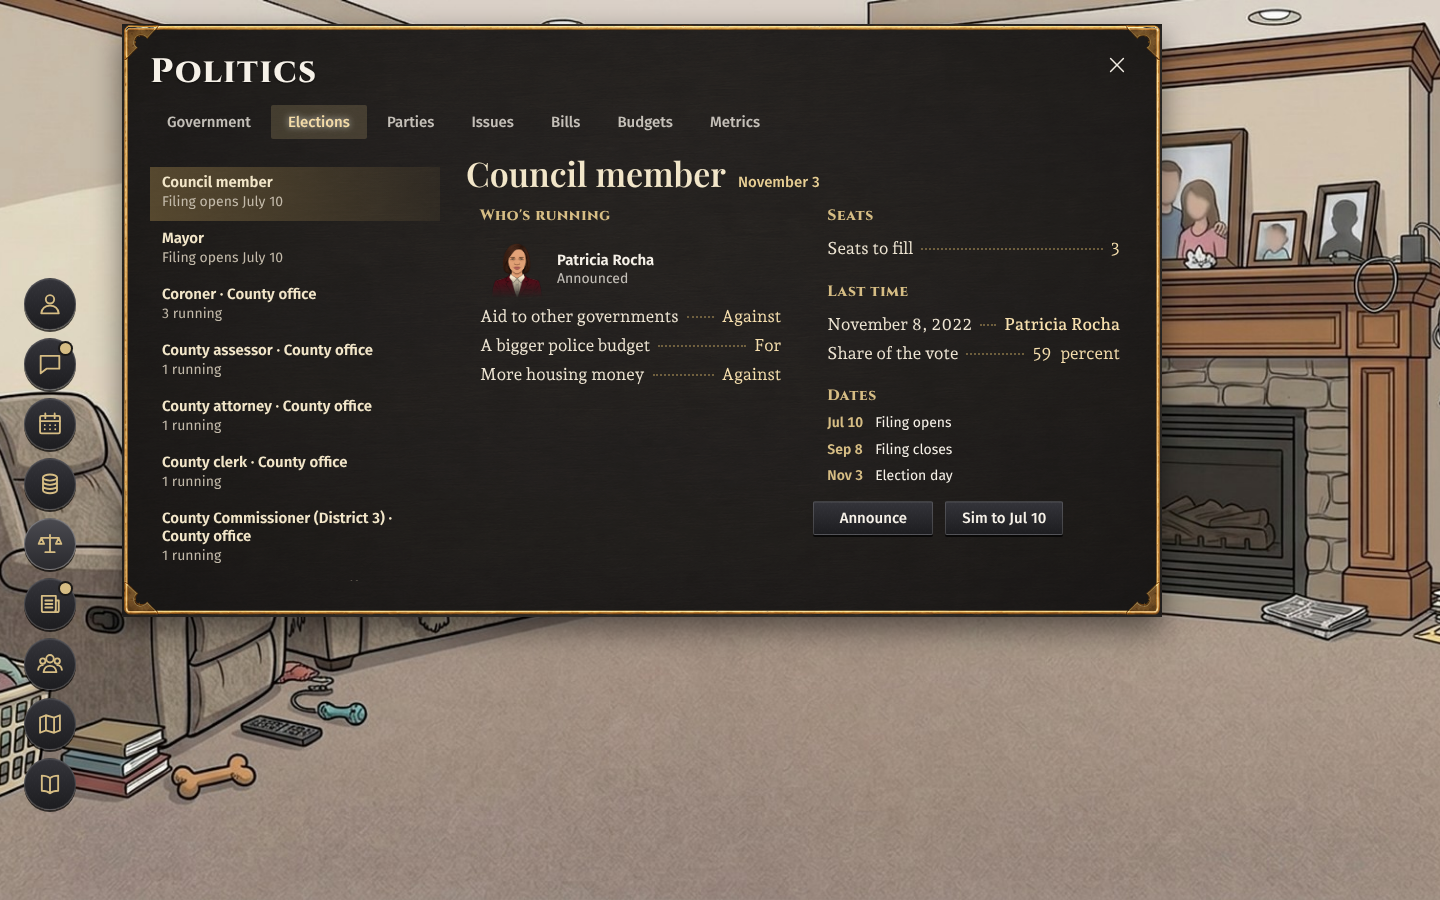 Politics
Government
Elections
Parties
Issues
Bills
Budgets
Metrics
Council member
Filing opens July 10
Mayor
Filing opens July 10
Coroner · County office
3 running
County assessor · County office
1 running
County attorney · County office
1 running
County clerk · County office
1 running
County Commissioner (District 3) ·
County office
1 running
Council member November 3
Who's running
Patricia Rocha
Announced
Aid to other governments Against
A bigger police budget For
More housing money Against
Seats
Seats to fill 3
Last time
November 8, 2022 Patricia Rocha
Share of the vote 59 percent
Dates
Jul 10 Filing opens
Sep 8 Filing closes
Nov 3 Election day
Announce
Sim to Jul 10